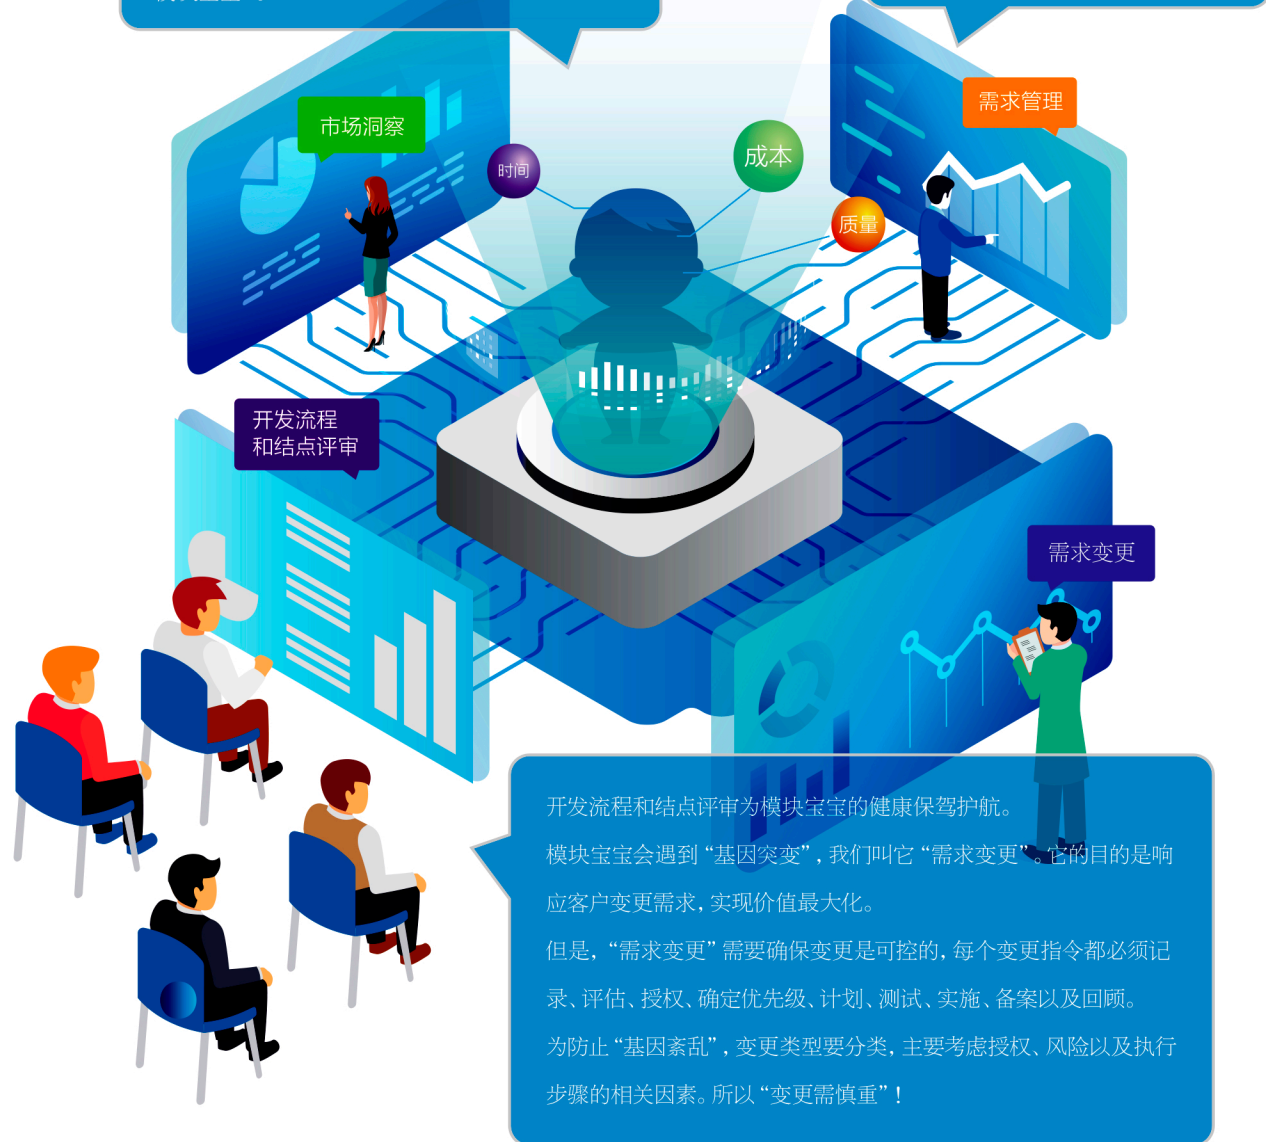 需求管理
市场洞察
成本
时间
质量
开发流程
和结点评审
需求变更
开发流程和结点评审为模块宝宝的健康保驾护航。
模块宝宝会遇到“基因突变”,我们叫它“需求变更”。它的目的是响
应客户变更需求,实现价值最大化。
但是,“需求变更”需要确保变更是可控的,每个变更指令都必须记
录、评估、授权、确定优先级、计划、测试、实施、备案以及回顾。
为防止“基因紊乱”,变更类型要分类,主要考虑授权、风险以及执行
步骤的相关因素。所以“变更需慎重”!